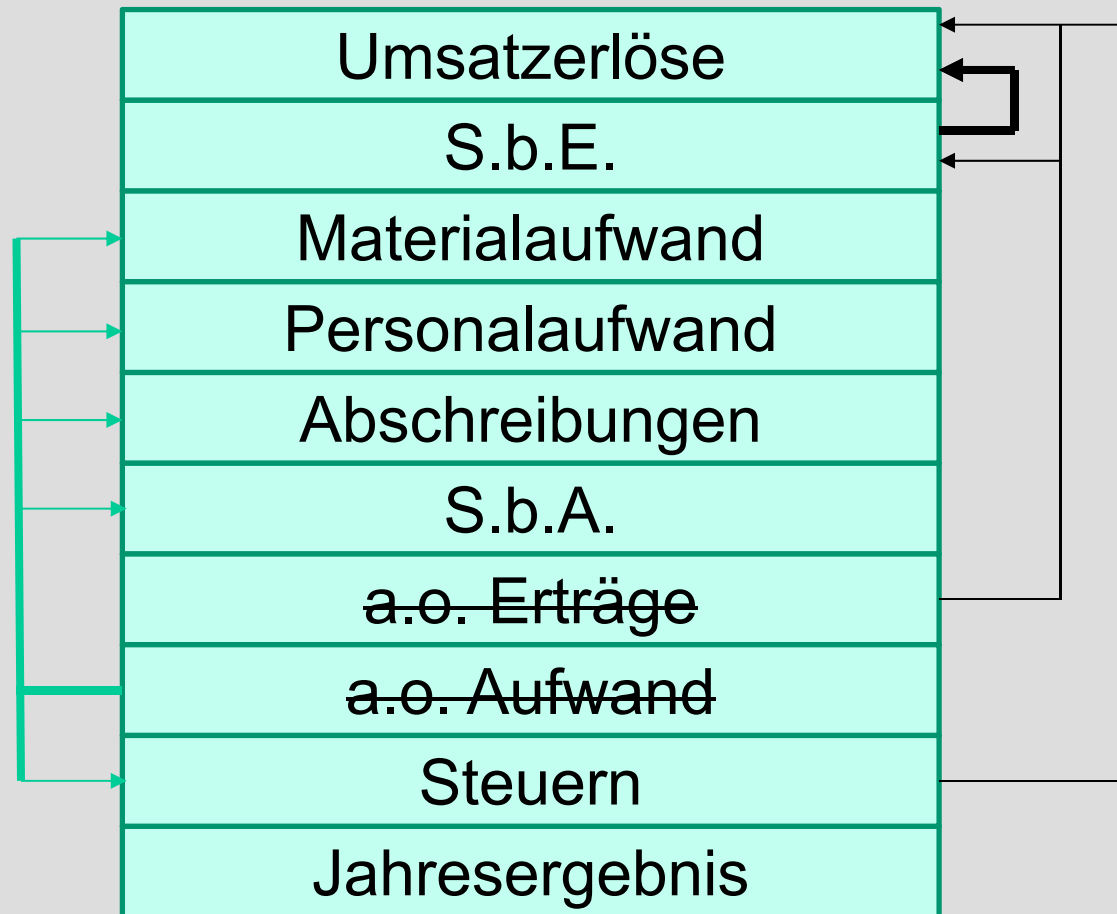 Umsatzerlöse
S.b.E.
Materialaufwand
Personalaufwand
Abschreibungen
S.b.A.
a.o. Erträge
a.o. Aufwand
Steuern
Jahresergebnis